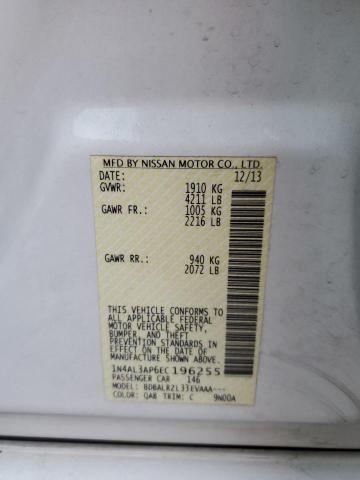 MFD BY NISSAN MOTOR CO., LTD.
DATE: 12/13
GVWR: 1910 KG
4211 LB
GAWR FR.: 1005 KG
2216 LB
GAWR RR.: 940 KG
2072 LB
THIS VEHICLE CONFORMS TO
ALL APPLICABLE FEDERAL
MOTOR VEHICLE SAFETY,
BUMPER, AND THEFT
PREVENTION STANDARDS IN
EFFECT ON THE DATE OF
MANUFACTURE SHOWN ABOVE.
1N4AL3AP6EC196255
PASSENGER CAR 146
MODEL: BDBALRZL33EVAAA---
COLOR: QAB TRIM: C 9N00A